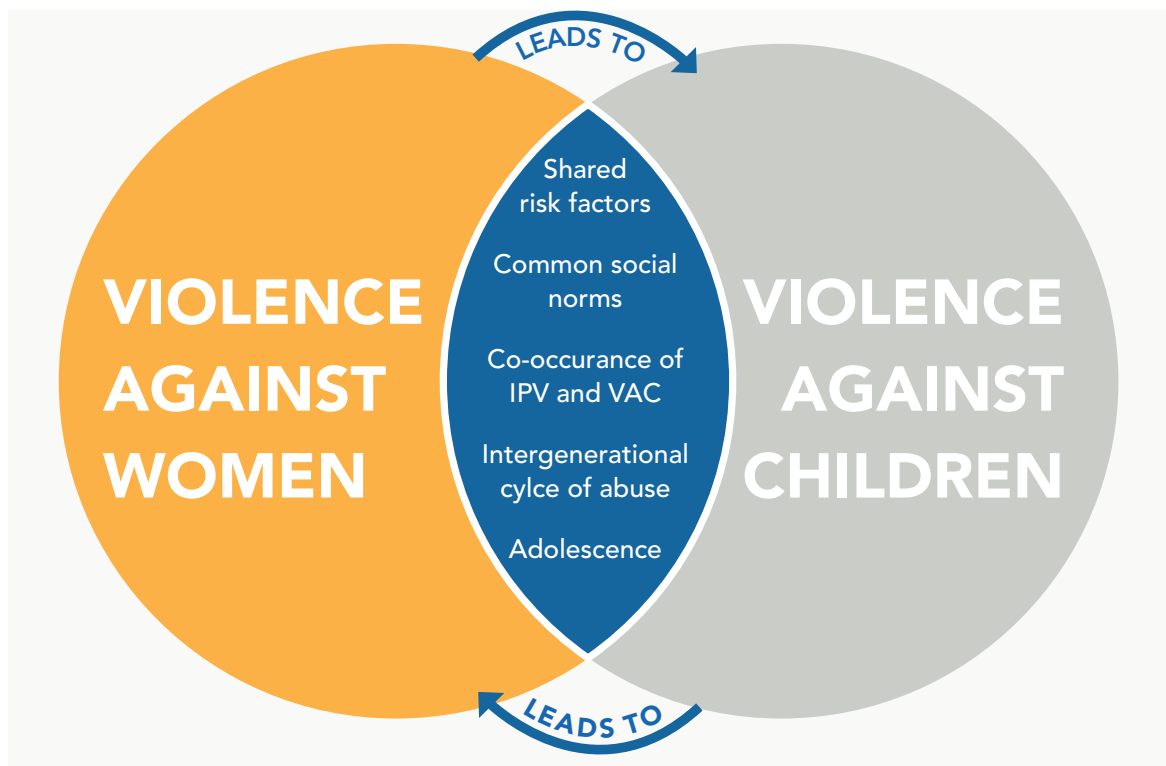 LEADS TO
VIOLENCE
AGAINST
WOMEN
Shared
risk factors
Common social
norms
Co-occurance of
IPV and VAC
Intergenerational
cylce of abuse
Adolescence
VIOLENCE
AGAINST
CHILDREN
LEADS TO